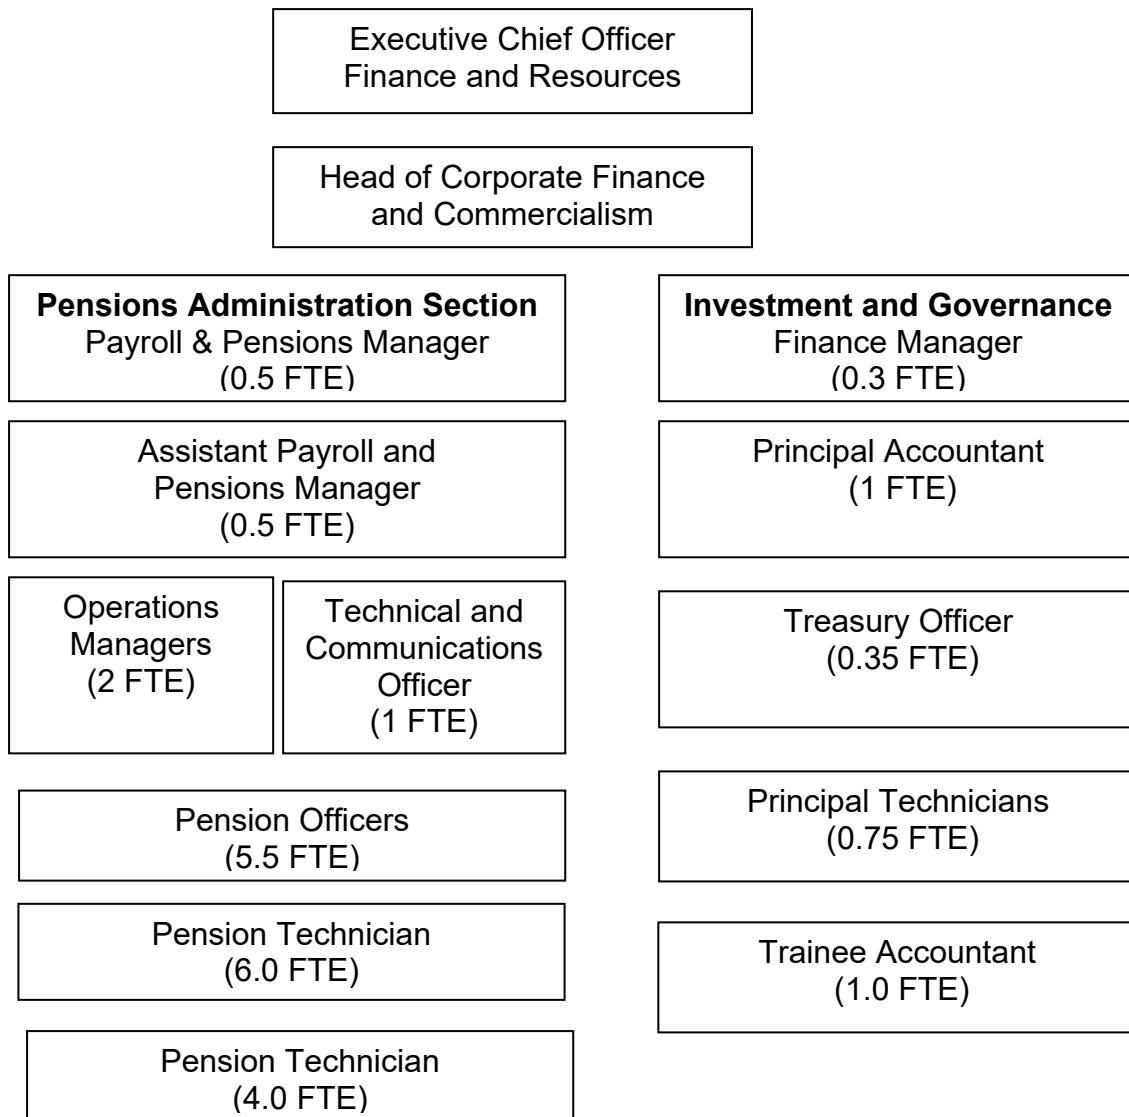 Executive Chief Officer
Finance and Resources
Head of Corporate Finance
and Commercialism
Pensions Administration Section
Payroll & Pensions Manager
(0.5 FTE)
Investment and Governance
Finance Manager
(0.3 FTE)
Assistant Payroll and
Pensions Manager
(0.5 FTE)
Principal Accountant
(1 FTE)
Operations
Managers
(2 FTE)
Technical and
Communications
Officer
(1 FTE)
Treasury Officer
(0.35 FTE)
Pension Officers
(5.5 FTE)
Principal Technicians
(0.75 FTE)
Pension Technician
(6.0 FTE)
Trainee Accountant
(1.0 FTE)
Pension Technician
(4.0 FTE)